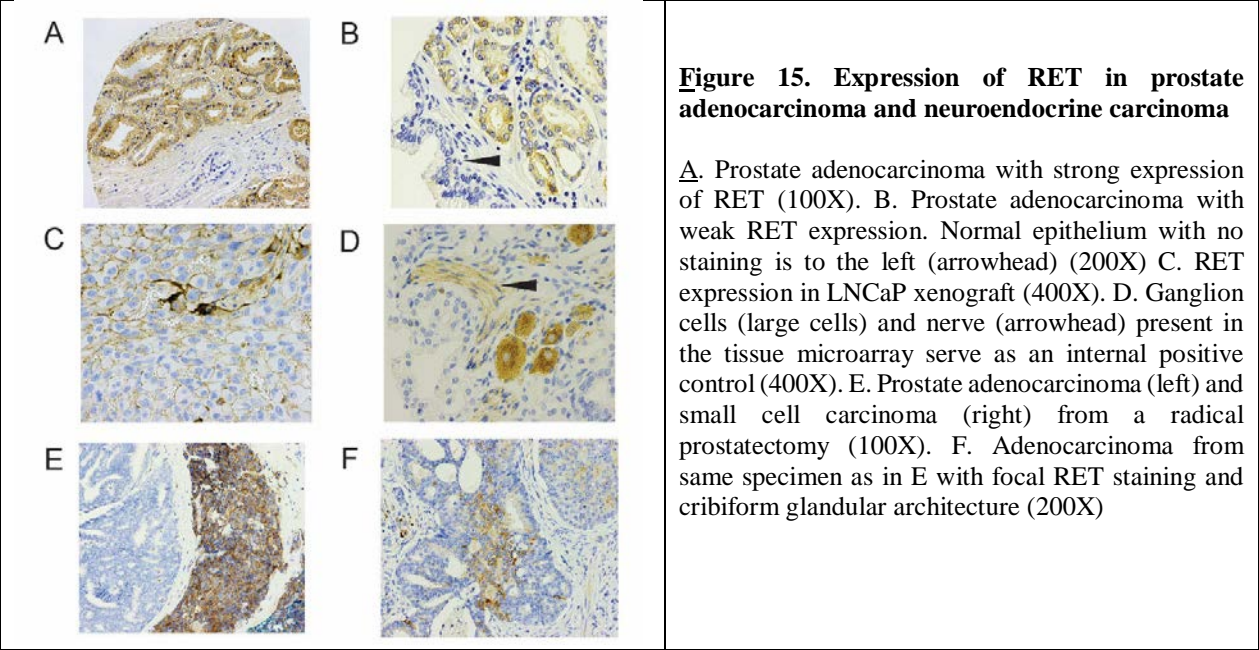 A
B
C
D
E
F
Figure 15. Expression of RET in prostate
adenocarcinoma and neuroendocrine carcinoma
A. Prostate adenocarcinoma with strong expression
of RET (100X). B. Prostate adenocarcinoma with
weak RET expression. Normal epithelium with no
staining is to the left (arrowhead) (200X) C. RET
expression in LNCaP xenograft (400X). D. Ganglion
cells (large cells) and nerve (arrowhead) present in
the tissue microarray serve as an internal positive
control (400X). E. Prostate adenocarcinoma (left) and
small cell carcinoma (right) from a radical
prostatectomy (100X). F. Adenocarcinoma from
same specimen as in E with focal RET staining and
cribiform glandular architecture (200X)